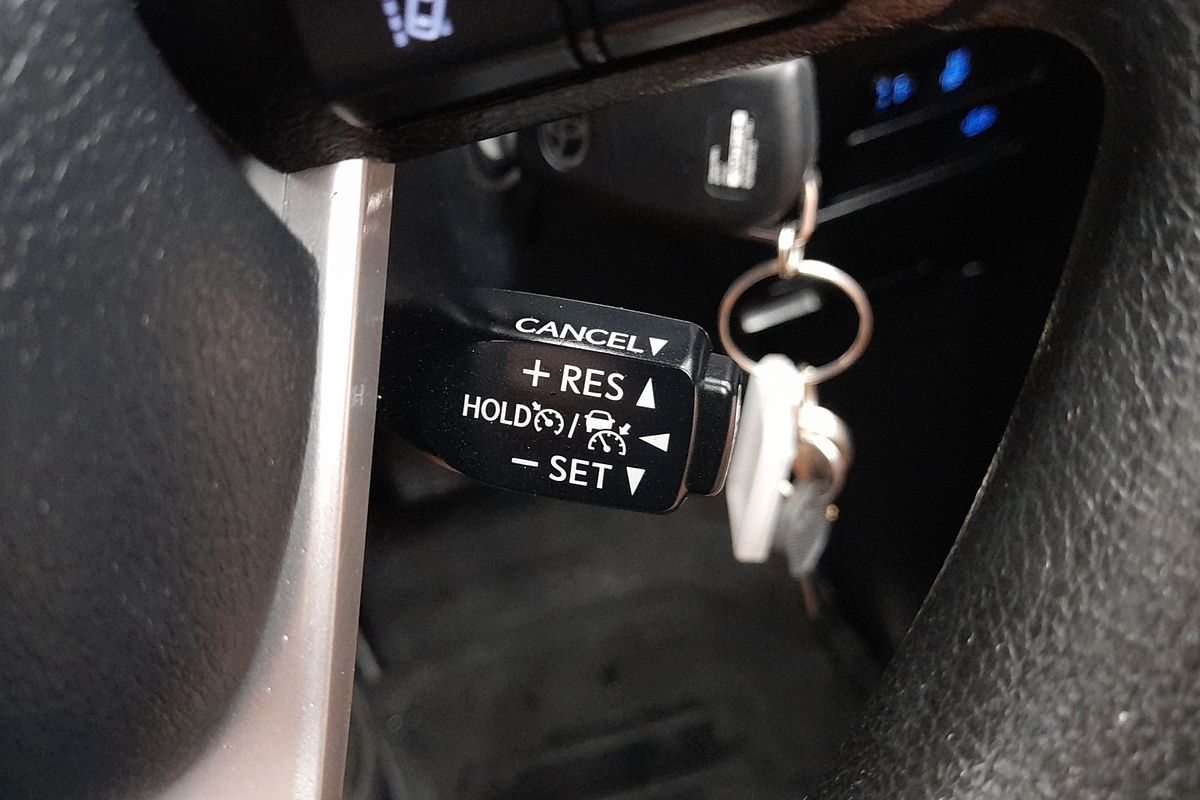 CANCEL
+ RES
HOLD /
- SET